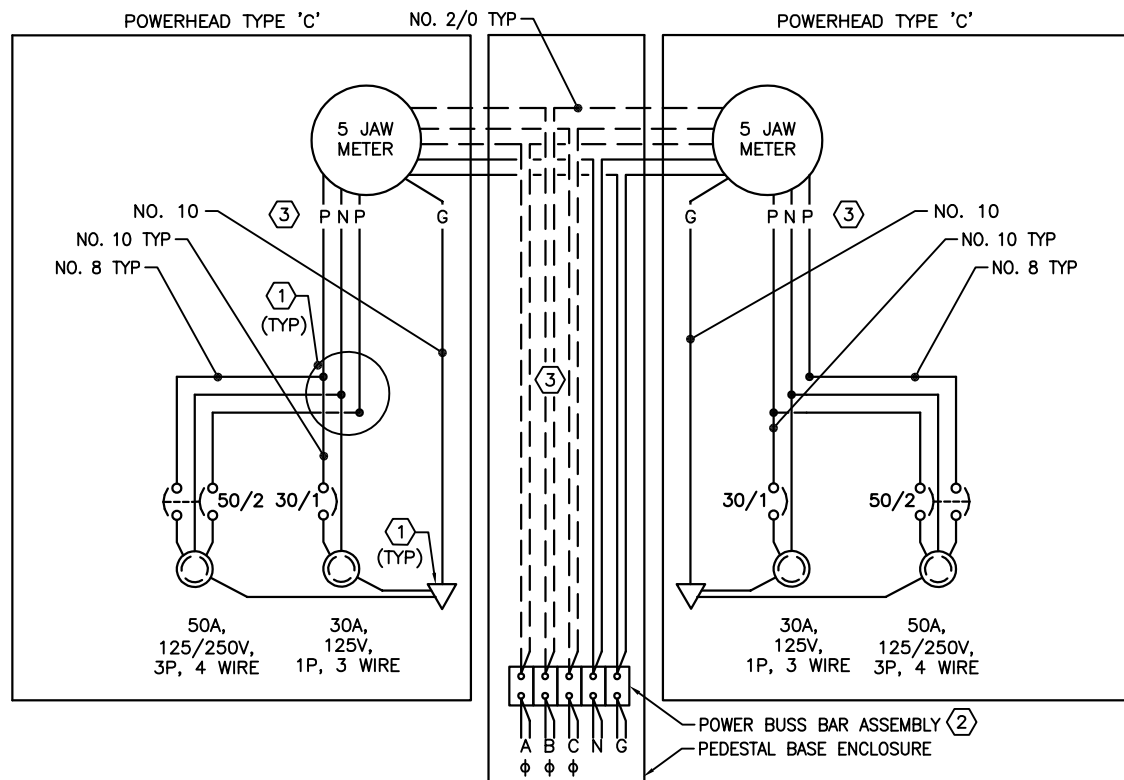 POWERHEAD TYPE 'C'
NO. 2/0 TYP
POWERHEAD TYPE 'C'
5 JAW
METER
5 JAW
METER
NO. 10
3
P N P
G
G
P N P
3
NO. 10
NO. 10 TYP
NO. 10 TYP
NO. 8 TYP
NO. 8 TYP
1
(TYP)
3
50/2
30/1
30/1
50/2
1
(TYP)
50A,
125/250V,
3P, 4 WIRE
30A,
125V,
1P, 3 WIRE
30A,
125V,
1P, 3 WIRE
50A,
125/250V,
3P, 4 WIRE
POWER BUSS BAR ASSEMBLY 2
A B C N G
ϕ ϕ ϕ
PEDESTAL BASE ENCLOSURE